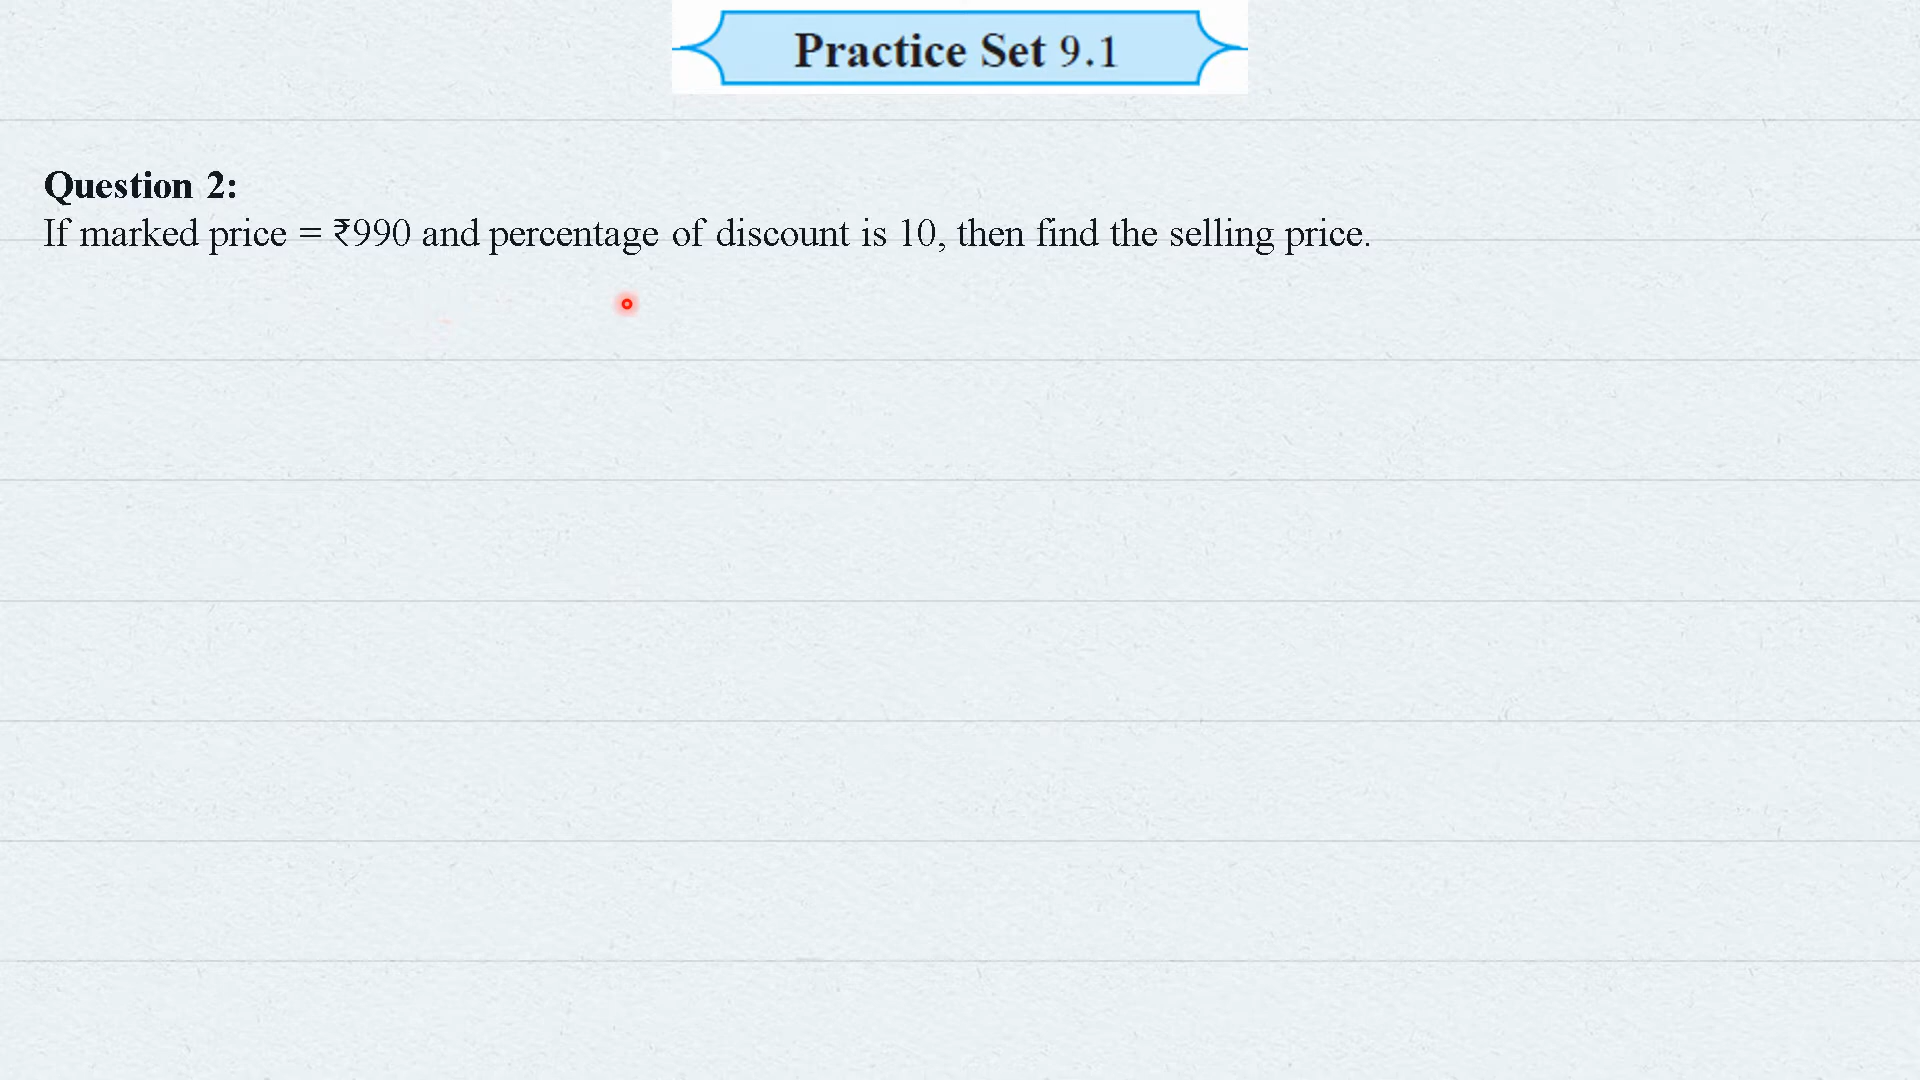 Practice Set 9.1
Question 2:
If marked price = ₹990 and percentage of discount is 10, then find the selling price.